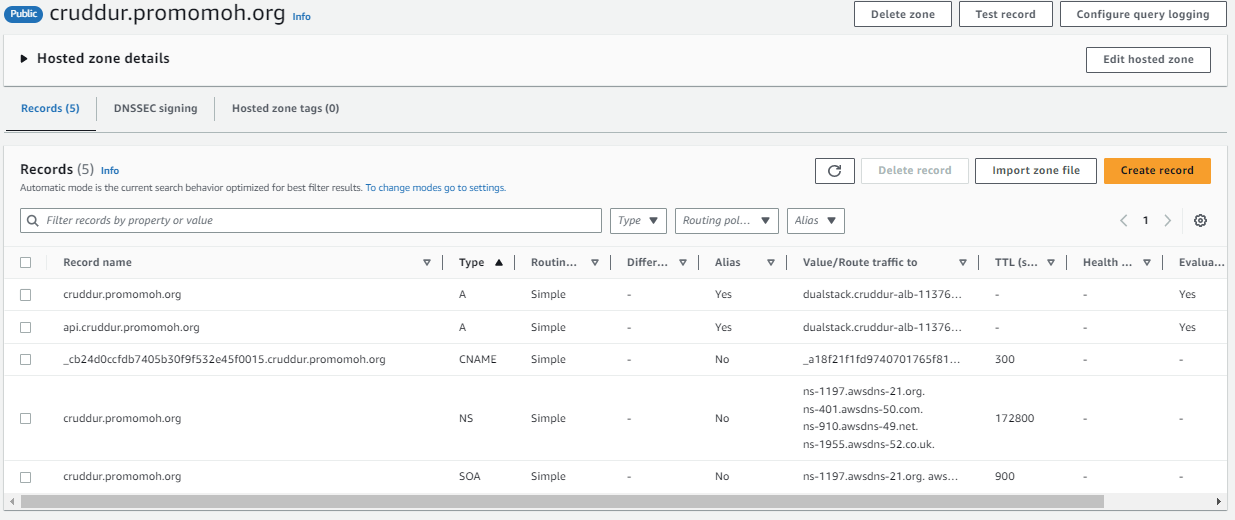 Public cruddur.promomoh.org Info Delete zone Test record Configure query logging
Hosted zone details Edit hosted zone
Records (5) DNSSEC signing Hosted zone tags (0)
Records (5) Info Delete record Import zone file Create record
Automatic mode is the current search behavior optimized for best filter results. To change modes go to settings.
Filter records by property or value Type Routing pol... Alias 1
Record name Type Routin... Differ... Alias Value/Route traffic to TTL (s... Health ... Evalua...
cruddur.promomoh.org A Simple - Yes dualstack.cruddur-alb-11376... - - Yes
api.cruddur.promomoh.org A Simple - Yes dualstack.cruddur-alb-11376... - - Yes
_cb24d0ccfdb7405b30f9f532e45f0015.cruddur.promomoh.org CNAME Simple - No _a18f21f1fd9740701765f81... 300 - -
cruddur.promomoh.org NS Simple - No ns-1197.awsdns-21.org. 172800 - -
ns-401.awsdns-50.com.
ns-910.awsdns-49.net.
ns-1955.awsdns-52.co.uk.
cruddur.promomoh.org SOA Simple - No ns-1197.awsdns-21.org. aws... 900 - -